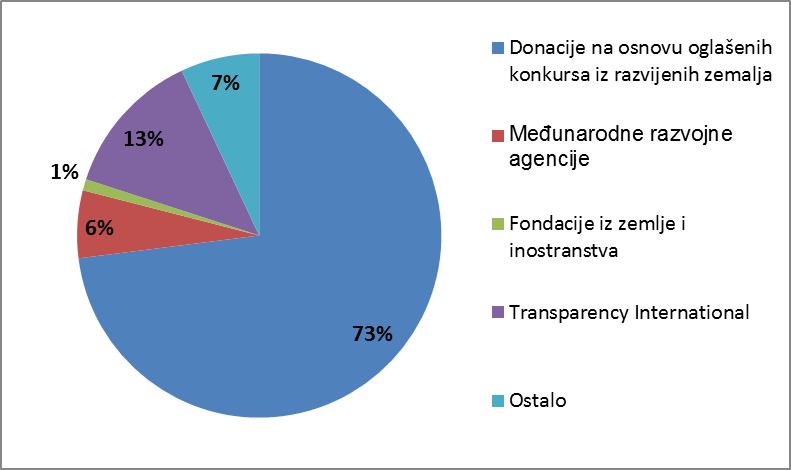 7%
13%
1%
6%
73%
Donacije na osnovu oglašenih
konkursa iz razvijenih zemalja
Međunarodne razvojne
agencije
Fondacije iz zemlje i
inostranstva
Transparency International
Ostalo